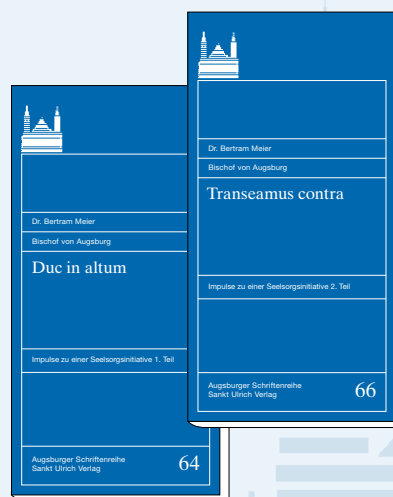 Dr. Bertram Meier
Bischof von Augsburg
Duc in altum
Impulse zu einer Seelsorgsinitiative 1. Teil
Augsburger Schriftenreihe
Sankt Ulrich Verlag
64
Dr. Bertram Meier
Bischof von Augsburg
Transeamus contra
Impulse zu einer Seelsorgsinitiative 2. Teil
Augsburger Schriftenreihe
Sankt Ulrich Verlag
66